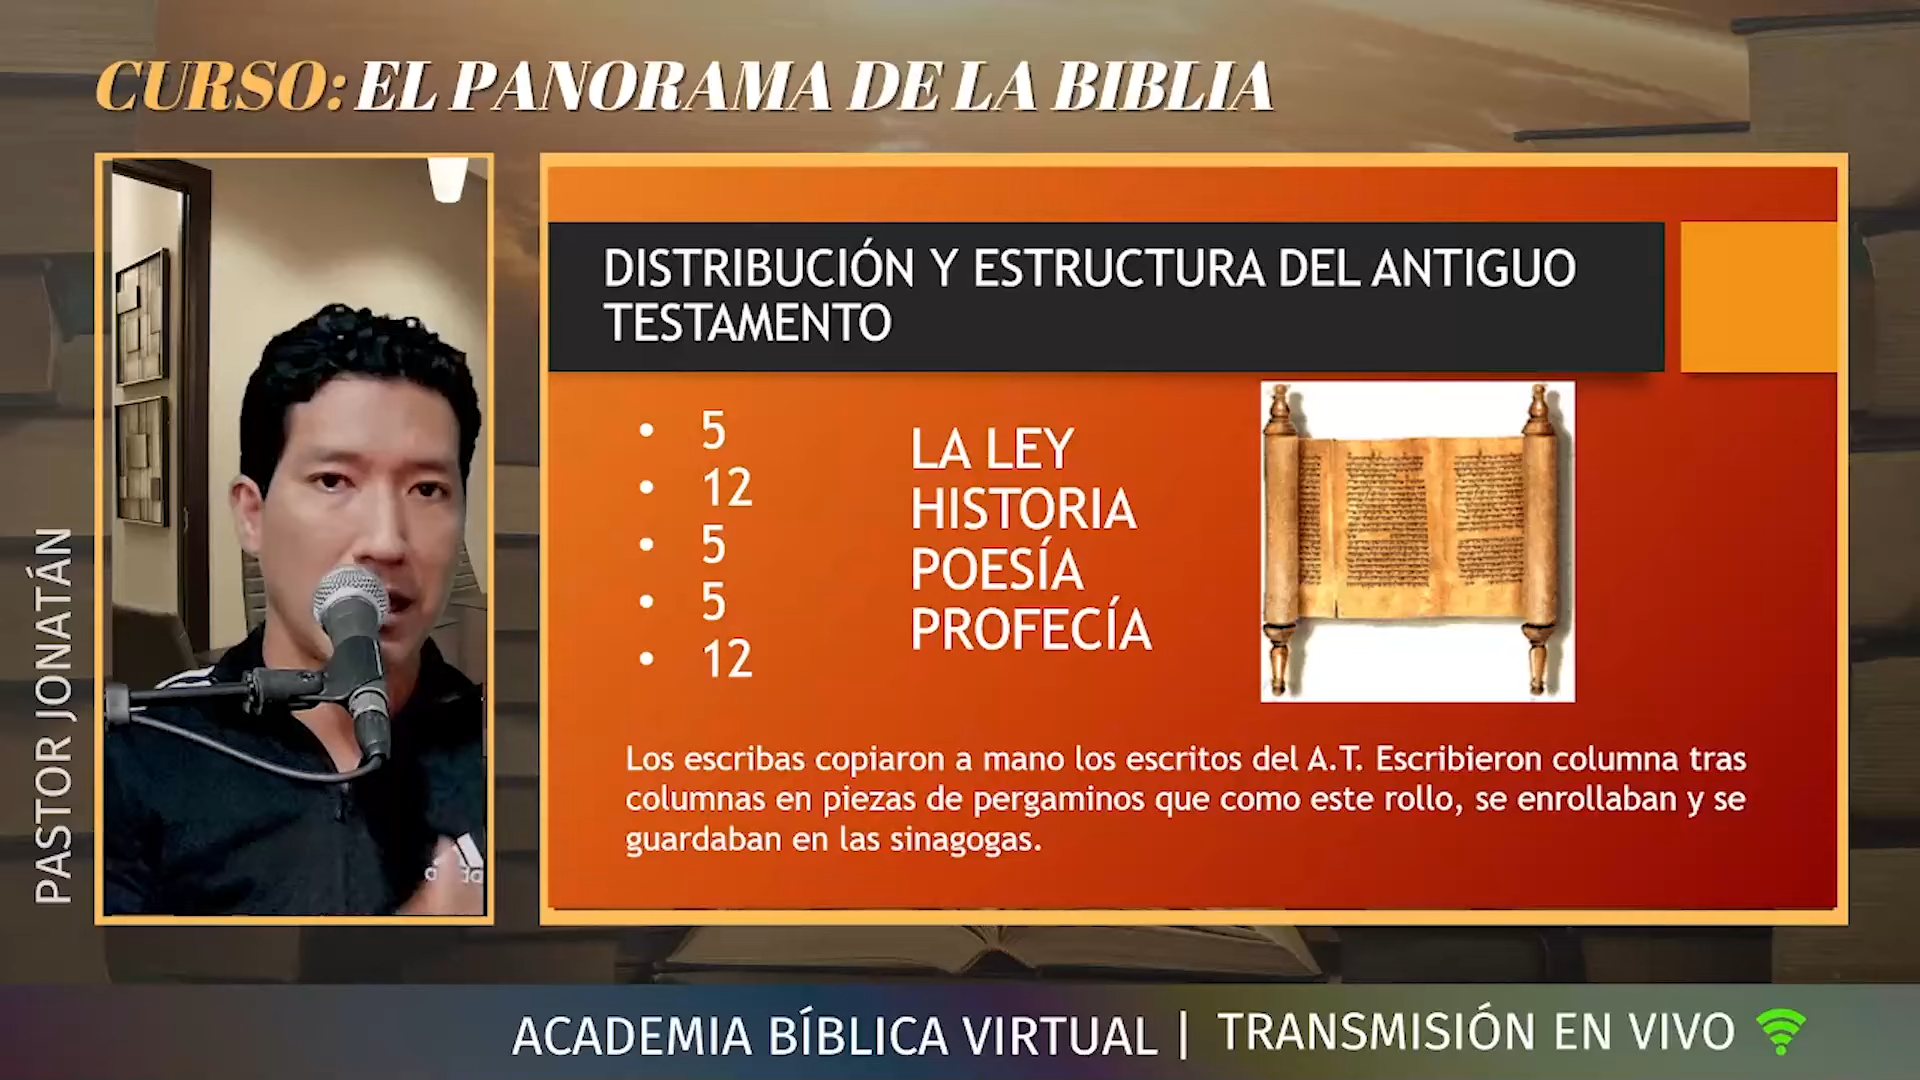 CURSO: EL PANORAMA DE LA BIBLIA
PASTOR JONATÁN
DISTRIBUCIÓN Y ESTRUCTURA DEL ANTIGUO
TESTAMENTO
• 5
• 12
• 5
• 5
• 12
LA LEY
HISTORIA
POESÍA
PROFECÍA
Los escribas copiaron a mano los escritos del A.T. Escribieron columna tras
columnas en piezas de pergaminos que como este rollo, se enrollaban y se
guardaban en las sinagogas.
ACADEMIA BÍBLICA VIRTUAL | TRANSMISIÓN EN VIVO